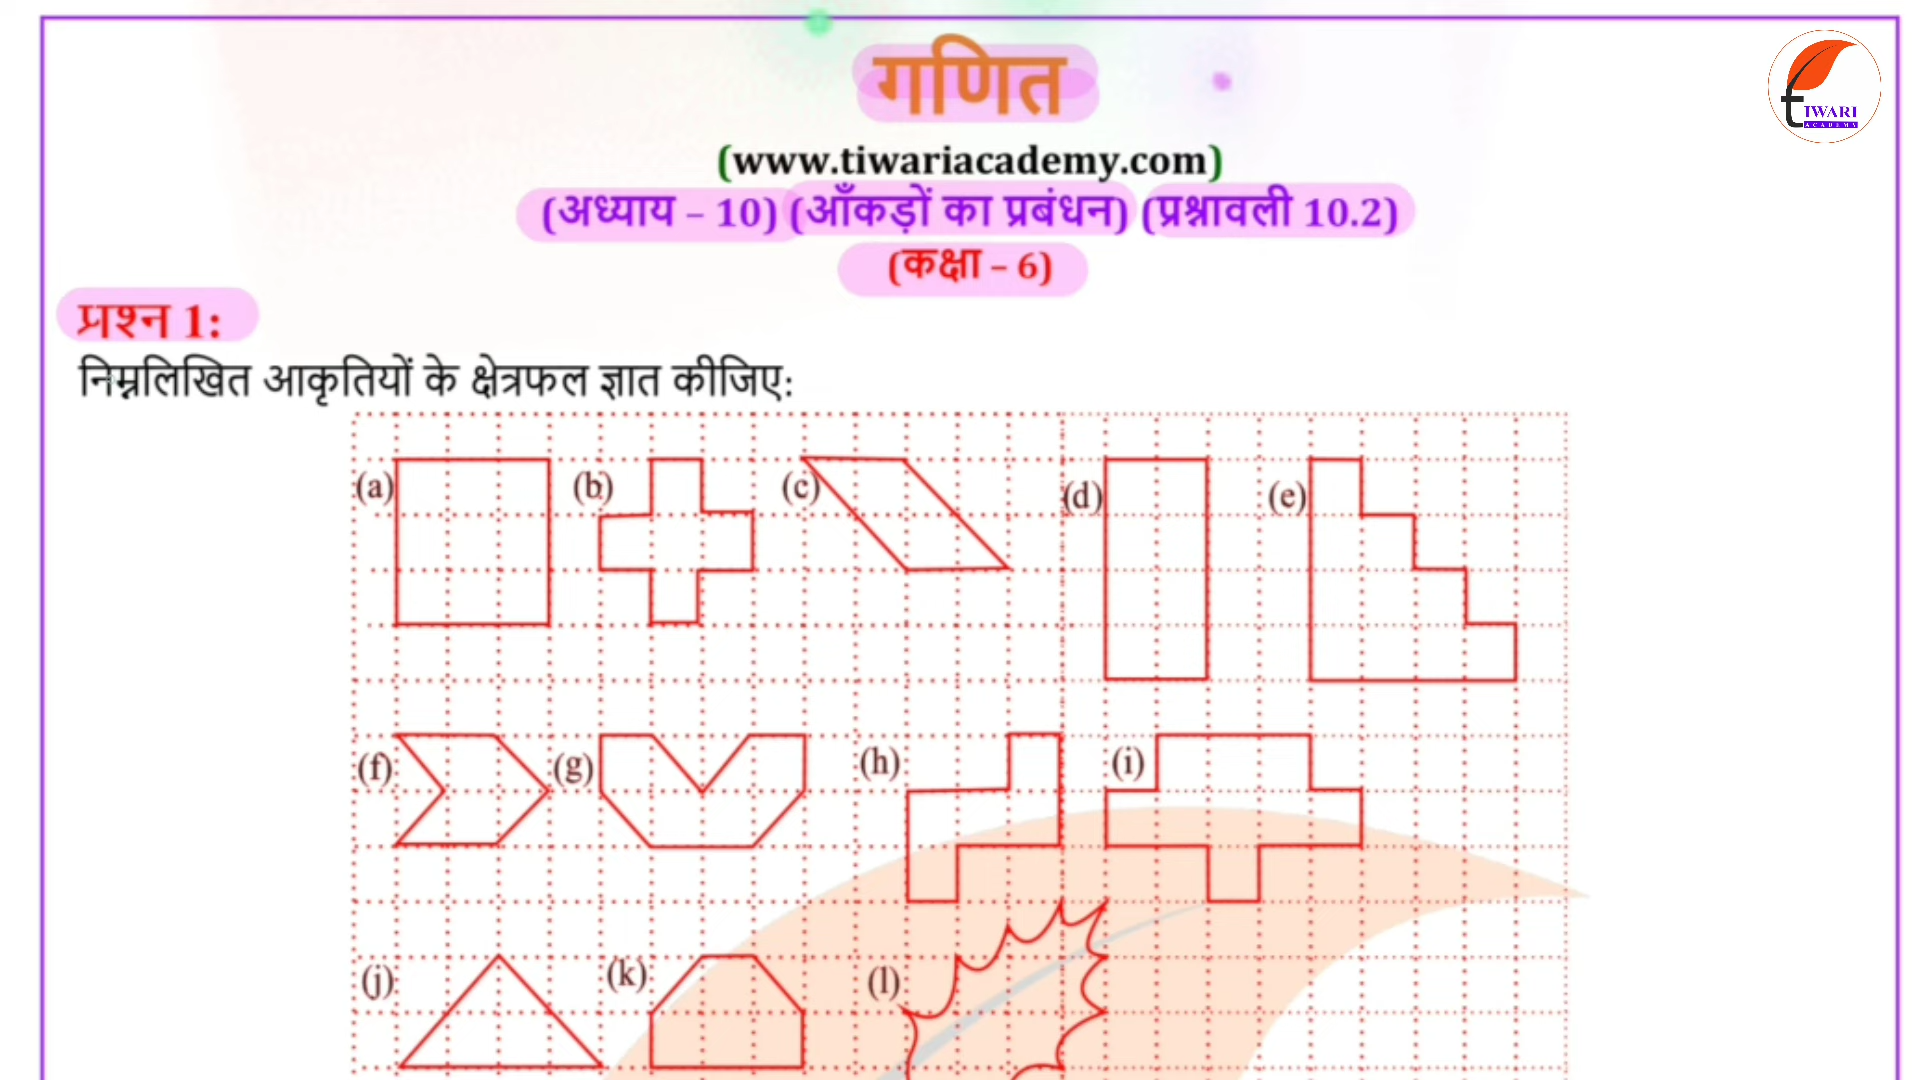 गणित
TIWARI
ACADEMY
(www.tiwariacademy.com)
(अध्याय – 10) (आँकड़ों का प्रबंधन) (प्रश्नावली 10.2)
(कक्षा – 6)
प्रश्न 1:
निम्नलिखित आकृतियों के क्षेत्रफल ज्ञात कीजिए:
(a) (b) (c) (d) (e)
(f) (g) (h) (i)
(j) (k) (l)